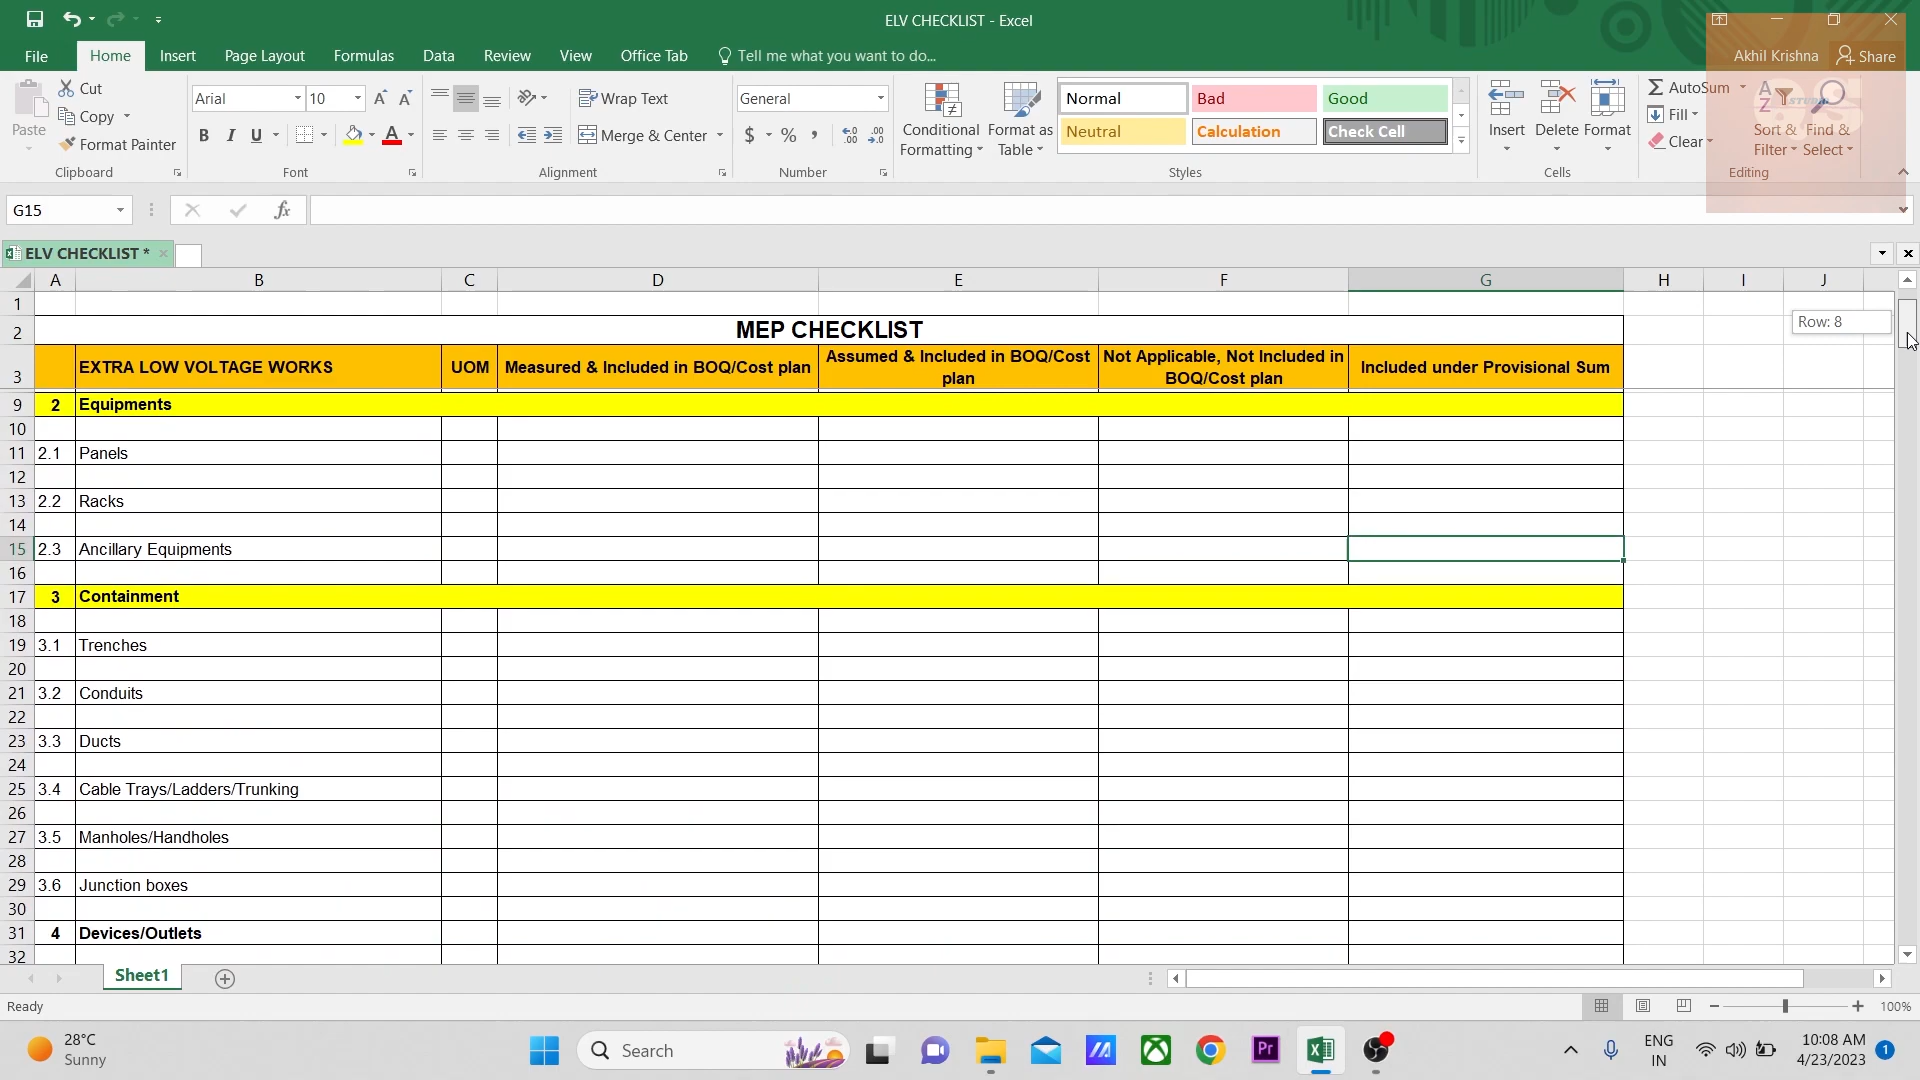 ELV CHECKLIST - Excel
File Home Insert Page Layout Formulas Data Review View Office Tab Tell me what you want to do... Akhil Krishna Share
Paste
Cut
Copy
Format Painter
Clipboard
Arial 10
B I U
Font
Wrap Text
Merge & Center
Alignment
General
$ % ,
Number
Conditional
Formatting
Format as
Table
Normal Bad Good
Neutral Calculation Check Cell
Styles
Insert Delete Format
Cells
AutoSum
Fill
Clear
Sort &
Filter
Find &
Select
Editing
G15 fx
ELV CHECKLIST *
A B C D E F G H I J
1
2 MEP CHECKLIST
3 EXTRA LOW VOLTAGE WORKS UOM Measured & Included in BOQ/Cost plan
Assumed & Included in BOQ/Cost
plan
Not Applicable, Not Included in
BOQ/Cost plan
Included under Provisional Sum
Row: 8
9 2 Equipments
10
11 2.1 Panels
12
13 2.2 Racks
14
15 2.3 Ancillary Equipments
16
17 3 Containment
18
19 3.1 Trenches
20
21 3.2 Conduits
22
23 3.3 Ducts
24
25 3.4 Cable Trays/Ladders/Trunking
26
27 3.5 Manholes/Handholes
28
29 3.6 Junction boxes
30
31 4 Devices/Outlets
32
Sheet1
Ready 100%
28°C
Sunny
Search
Pr
ENG
IN
10:08 AM
4/23/2023
1